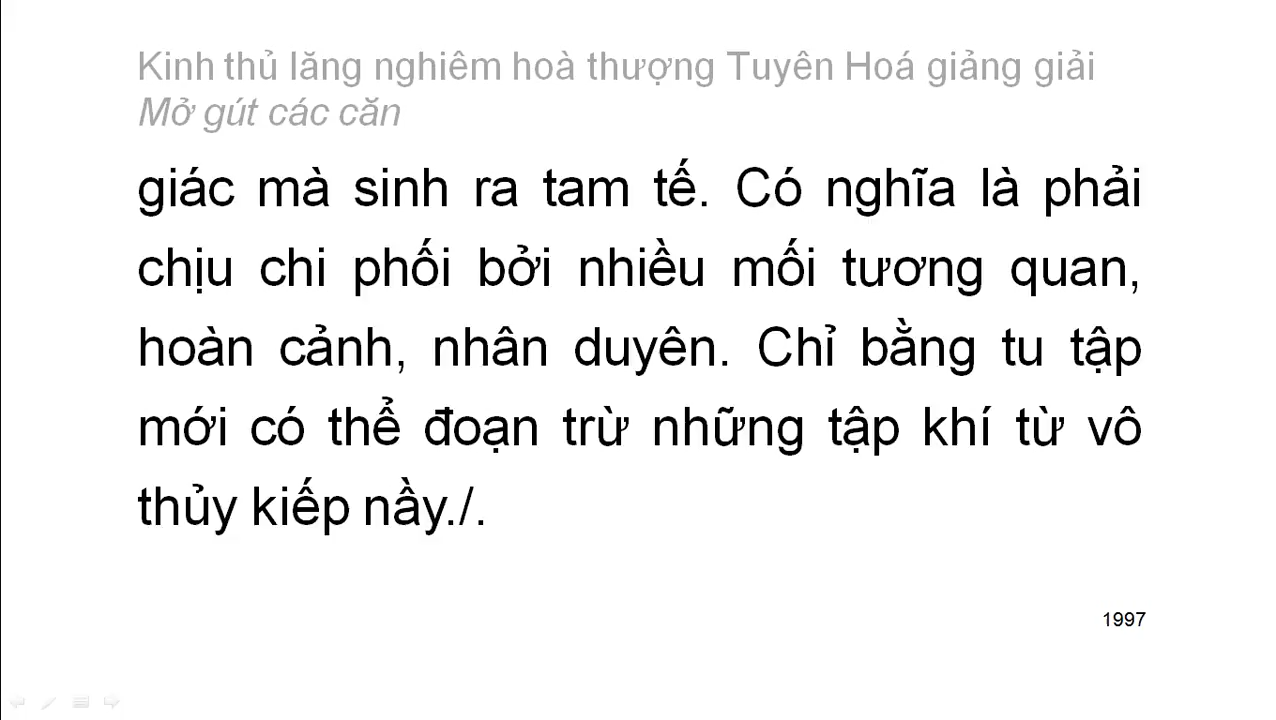 Kinh thủ lăng nghiêm hoà thượng Tuyên Hoá giảng giải
Mở gút các căn
giác mà sinh ra tam tế. Có nghĩa là phải
chịu chi phối bởi nhiều mối tương quan,
hoàn cảnh, nhân duyên. Chỉ bằng tu tập
mới có thể đoạn trừ những tập khí từ vô
thủy kiếp nầy./.
1997